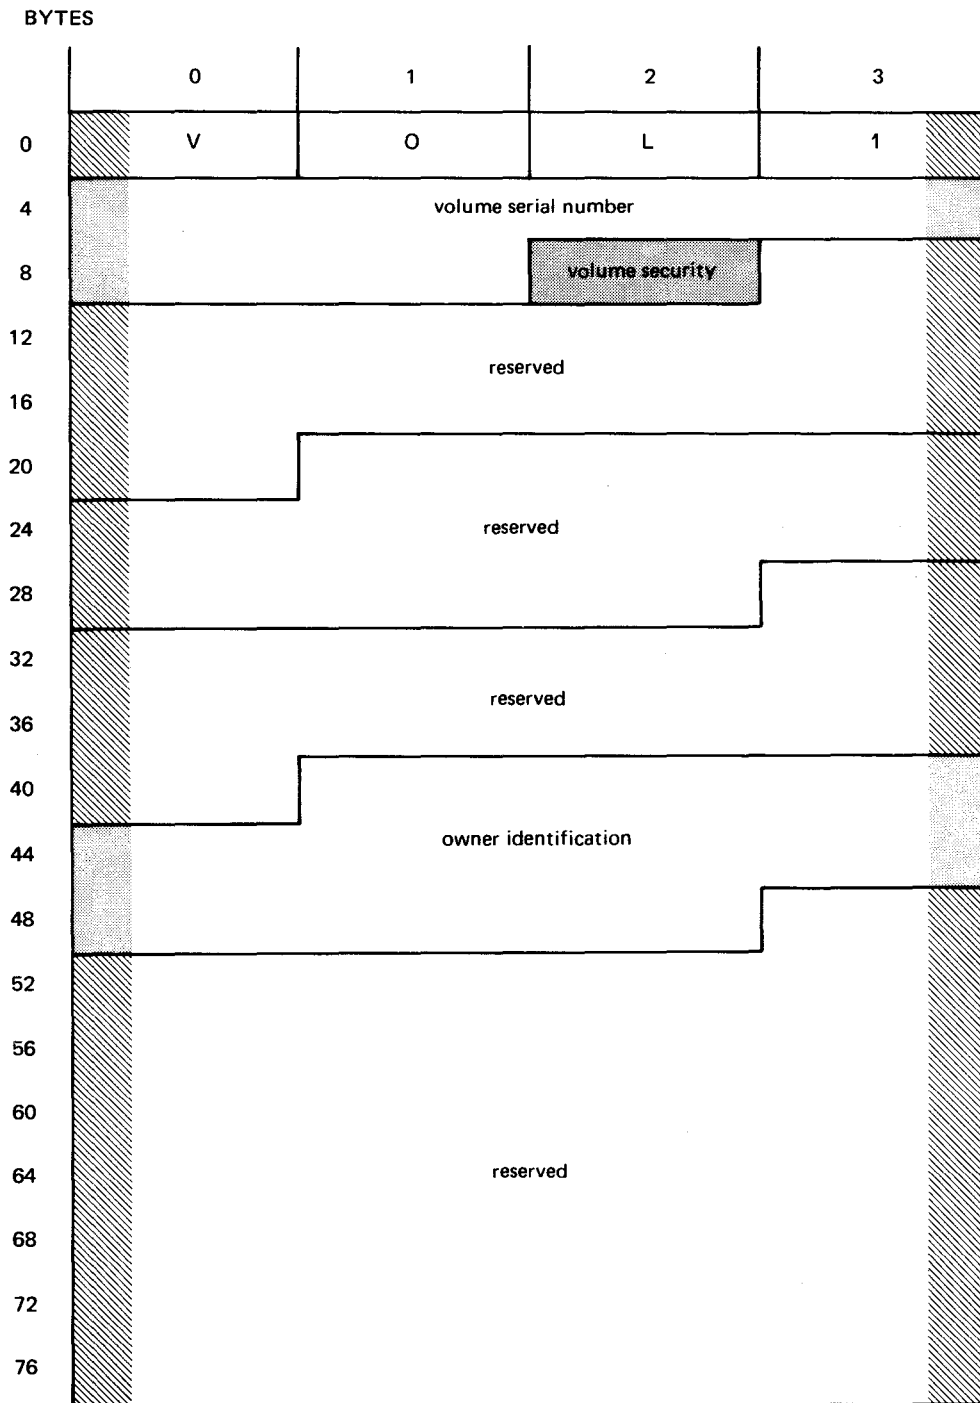 BYTES
0 1 2 3
0 V O L 1
4 volume serial number
8 volume security
12
reserved
16
20
24 reserved
28
32
reserved
36
40
owner identification
44
48
52
56
60
64 reserved
68
72
76